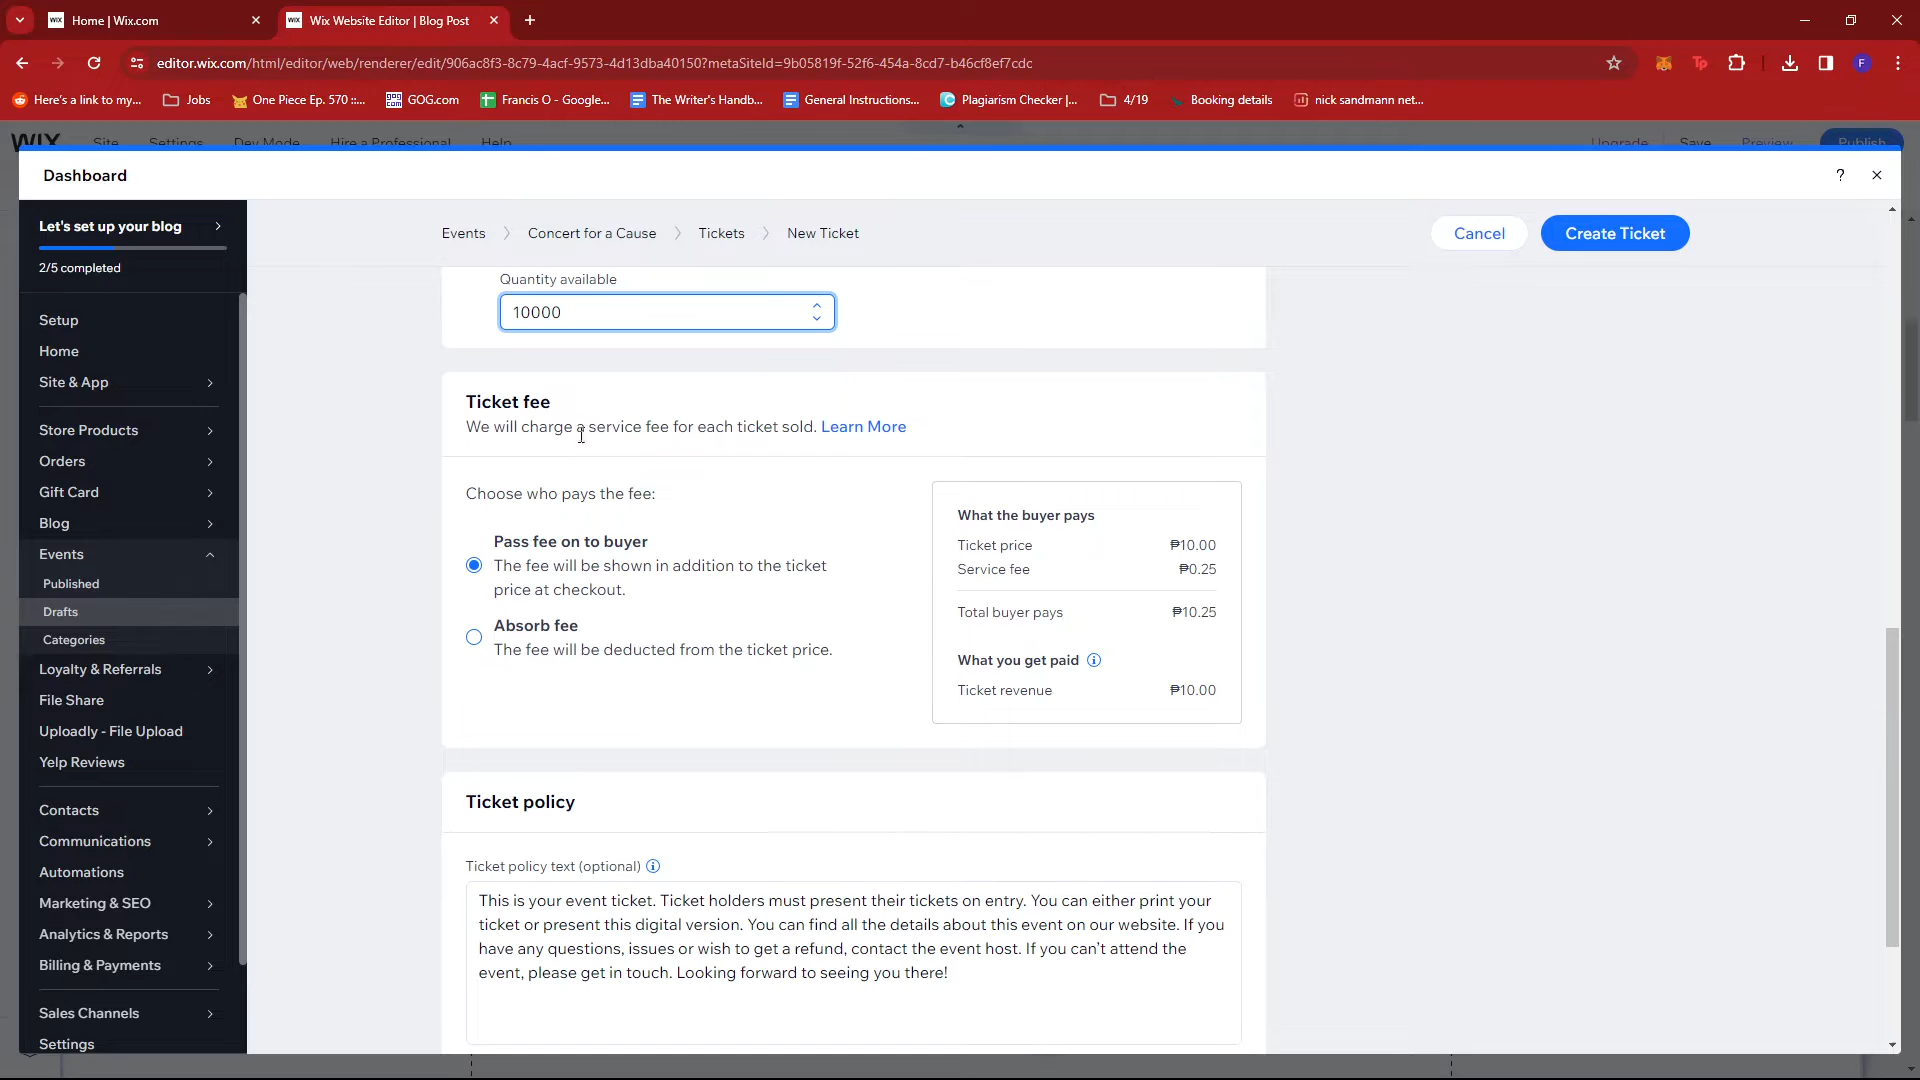 Home | Wix.com
Wix Website Editor | Blog Post
editor.wix.com/html/editor/web/renderer/edit/906ac8f3-8c79-4acf-9573-4d13dba40150?metaSiteId=9b05819f-52f6-454a-8cd7-b46cf8ef7cdc
Here's a link to my...
Jobs
One Piece Ep. 570 ::...
GOG.com
Francis O - Google...
The Writer's Handb...
General Instructions...
Plagiarism Checker |...
4/19
Booking details
nick sandmann net...
WIX
Site
Settings
Dev Mode
Hire a Professional
Help
Upgrade
Save
Preview
Publish
Dashboard
?
Let's set up your blog
2/5 completed
Setup
Home
Site & App
Store Products
Orders
Gift Card
Blog
Events
Published
Drafts
Categories
Loyalty & Referrals
File Share
Uploadly - File Upload
Yelp Reviews
Contacts
Communications
Automations
Marketing & SEO
Analytics & Reports
Billing & Payments
Sales Channels
Settings
Events > Concert for a Cause > Tickets > New Ticket
Cancel
Create Ticket
Quantity available
10000
Ticket fee
We will charge a service fee for each ticket sold. Learn More
Choose who pays the fee:
Pass fee on to buyer
The fee will be shown in addition to the ticket
price at checkout.
Absorb fee
The fee will be deducted from the ticket price.
What the buyer pays
Ticket price ₱10.00
Service fee ₱0.25
Total buyer pays ₱10.25
What you get paid
Ticket revenue ₱10.00
Ticket policy
Ticket policy text (optional)
This is your event ticket. Ticket holders must present their tickets on entry. You can either print your
ticket or present this digital version. You can find all the details about this event on our website. If you
have any questions, issues or wish to get a refund, contact the event host. If you can't attend the
event, please get in touch. Looking forward to seeing you there!